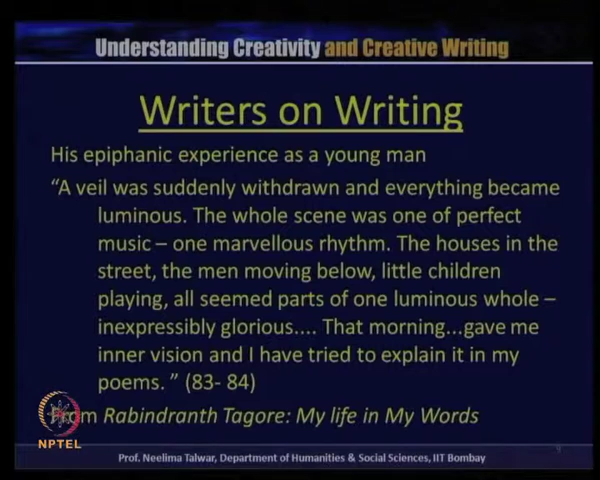 Understanding Creativity and Creative Writing
Writers on Writing
His epiphanic experience as a young man
“A veil was suddenly withdrawn and everything became
luminous. The whole scene was one of perfect
music – one marvellous rhythm. The houses in the
street, the men moving below, little children
playing, all seemed parts of one luminous whole –
inexpressibly glorious.... That morning...gave me
inner vision and I have tried to explain it in my
poems. ” (83- 84)
From Rabindranth Tagore: My life in My Words
NPTEL
Prof. Neelima Talwar, Department of Humanities & Social Sciences, IIT Bombay